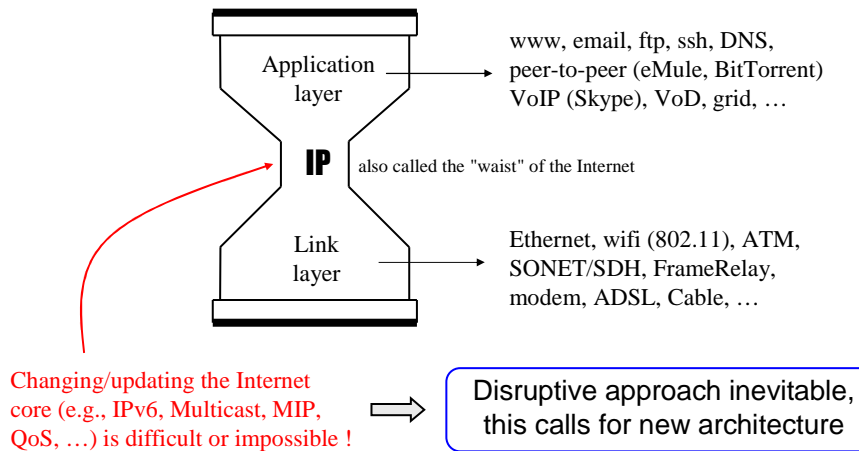 Application
layer
www, email, ftp, ssh, DNS,
peer-to-peer (eMule, BitTorrent)
VoIP (Skype), VoD, grid, …
IP
also called the "waist" of the Internet
Link
layer
Ethernet, wifi (802.11), ATM,
SONET/SDH, FrameRelay,
modem, ADSL, Cable, …
Changing/updating the Internet
core (e.g., IPv6, Multicast, MIP,
QoS, …) is difficult or impossible !
Disruptive approach inevitable,
this calls for new architecture